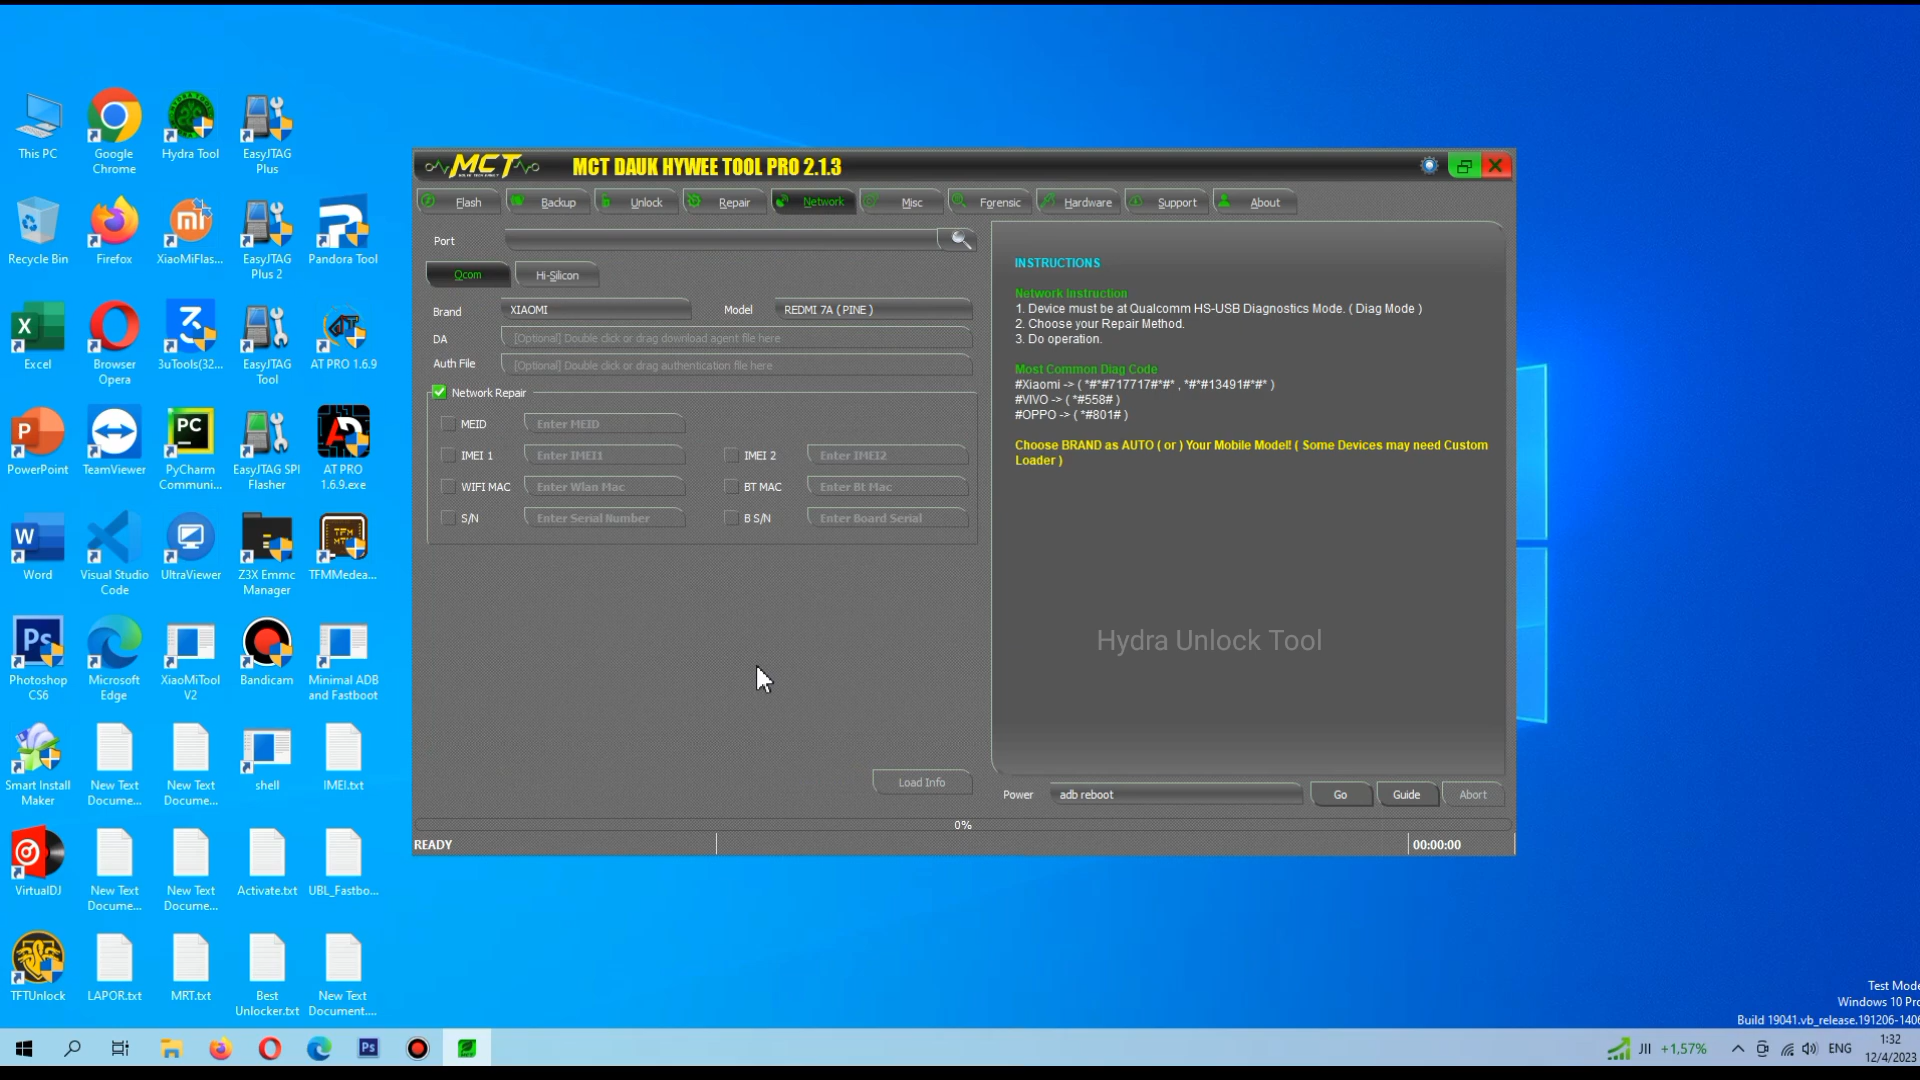 This PC
Google Chrome
Hydra Tool
EasyJTAG Plus
Recycle Bin
Firefox
XiaoMiFlas...
EasyJTAG Plus 2
Pandora Tool
Excel
Browser Opera
3uTools(32...
EasyJTAG Tool
AT PRO 1.6.9
PowerPoint
TeamViewer
PyCharm Communi...
EasyJTAG SPI Flasher
AT PRO 1.6.9.exe
Word
Visual Studio Code
UltraViewer
Z3X Emmc Manager
TFMMedea...
Photoshop CS6
Microsoft Edge
XiaoMiTool V2
Bandicam
Minimal ADB and Fastboot
Smart Install Maker
New Text Docume...
New Text Docume...
shell
IMEI.txt
VirtualDJ
New Text Docume...
New Text Docume...
Activate.txt
UBL_Fastbo...
TFTUnlock
LAPOR.txt
MRT.txt
Best Unlocker.txt
New Text Document....
MCT
MCT DAUK HYWEE TOOL PRO 2.1.3
Flash Backup Unlock Repair Network Misc Forensic Hardware Support About
Port
Qcom Hi-Silicon
Brand XIAOMI Model REDMI 7A ( PINE )
DA [Optional] Double click or drag download agent file here
Auth File [Optional] Double click or drag authentication file here
Network Repair
MEID Enter MEID
IMEI 1 Enter IMEI1 IMEI 2 Enter IMEI2
WIFI MAC Enter Wlan Mac BT MAC Enter Bt Mac
S/N Enter Serial Number B S/N Enter Board Serial
Load Info
INSTRUCTIONS
Network Instruction
1. Device must be at Qualcomm HS-USB Diagnostics Mode. ( Diag Mode )
2. Choose your Repair Method.
3. Do operation.
Most Common Diag Code
#Xiaomi -> ( *#*#717717#*#* , *#*#13491#*#* )
#VIVO -> ( *#558# )
#OPPO -> ( *#801# )
Choose BRAND as AUTO ( or ) Your Mobile Model! ( Some Devices may need Custom
Loader )
Hydra Unlock Tool
Power adb reboot Go Guide Abort
0%
READY 00:00:00
Test Mode
Windows 10 Pro
Build 19041.vb_release.191206-1406
JII +1,57% ENG
1:32
12/4/2023